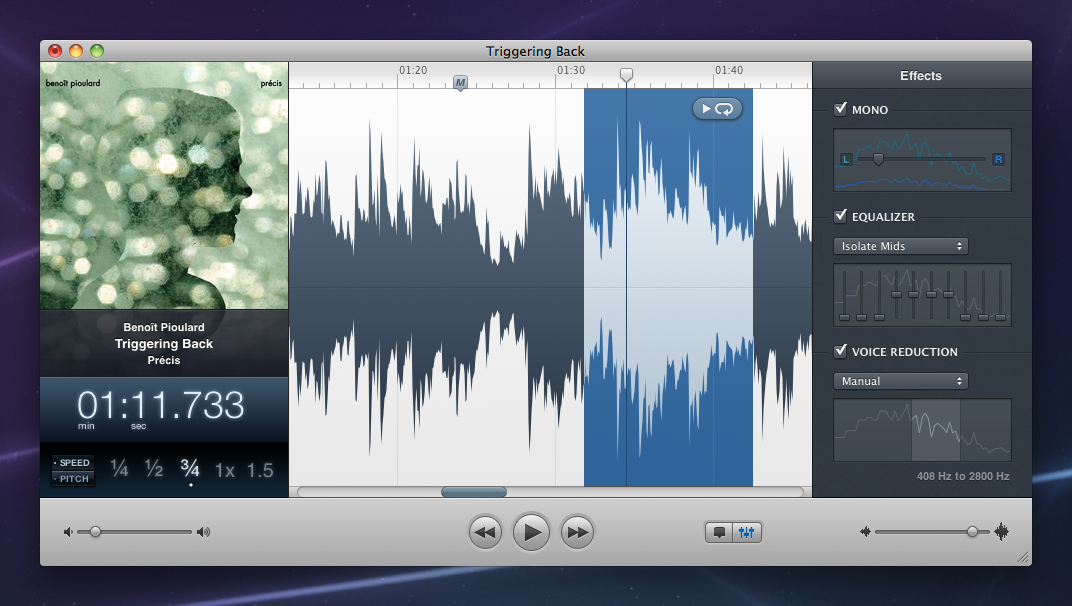 Triggering Back
benoît pioulard
précis
Benoît Pioulard
Triggering Back
Précis
01:11.733
min sec
SPEED
PITCH
¼ ½ ¾ 1x 1.5
01:20 01:30 01:40
M
Effects
MONO
L R
EQUALIZER
Isolate Mids
VOICE REDUCTION
Manual
408 Hz to 2800 Hz